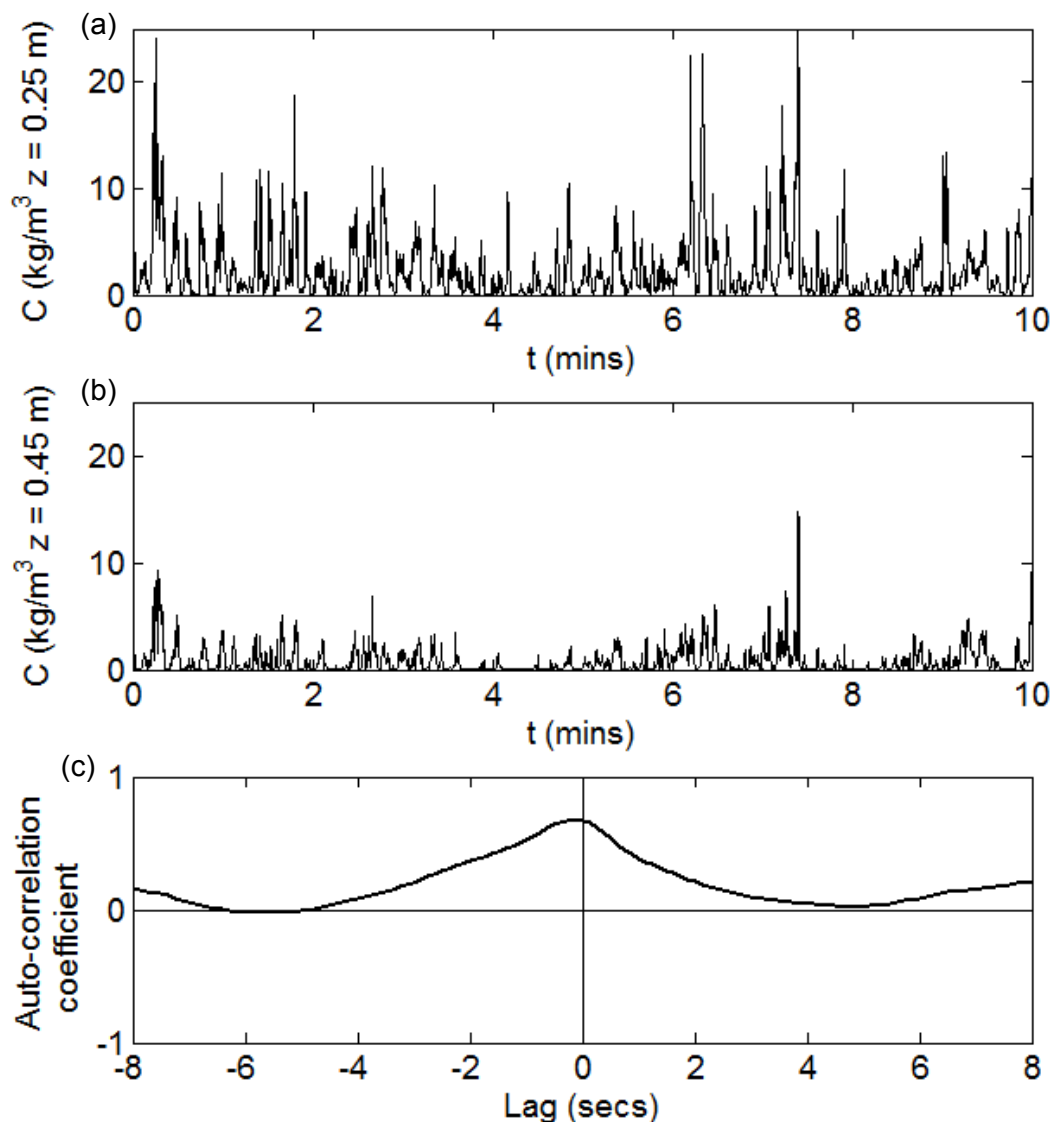 (a)
C (kg/m³ z = 0.25 m)
20
10
0
0 2 4 6 8 10
t (mins)
(b)
C (kg/m³ z = 0.45 m)
20
10
0
0 2 4 6 8 10
t (mins)
(c)
Auto-correlation
coefficient
1
0
-1
-8 -6 -4 -2 0 2 4 6 8
Lag (secs)